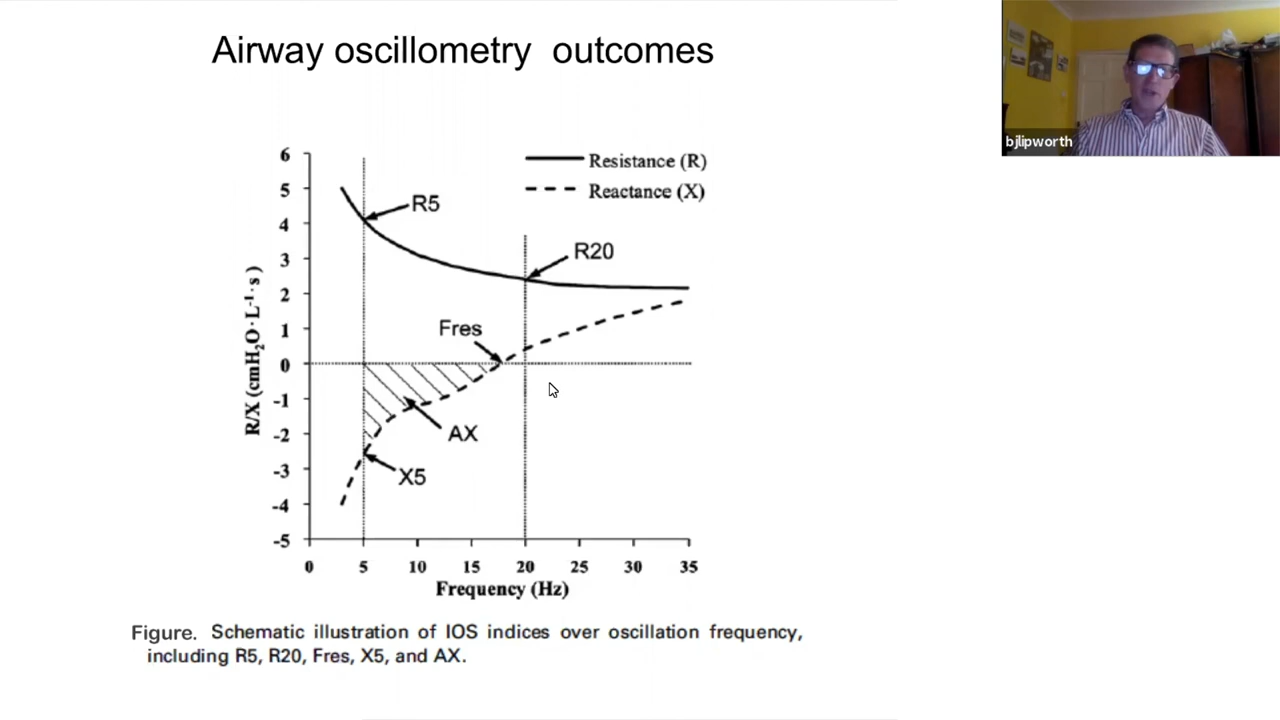 Airway oscillometry outcomes
bjlipworth
Resistance (R)
Reactance (X)
R5
R20
Fres
AX
X5
R/X (cmH₂O·L⁻¹·s)
6
5
4
3
2
1
0
-1
-2
-3
-4
-5
0 5 10 15 20 25 30 35
Frequency (Hz)
Figure. Schematic illustration of IOS indices over oscillation frequency,
including R5, R20, Fres, X5, and AX.